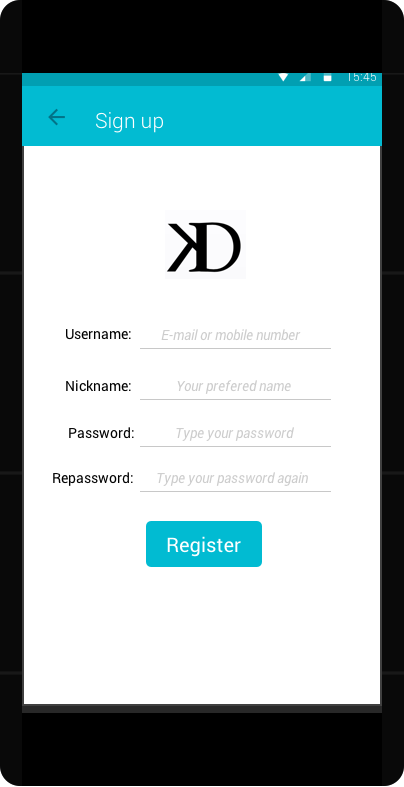 15:45
Sign up
KD
Username: E-mail or mobile number
Nickname: Your prefered name
Password: Type your password
Repassword: Type your password again
Register